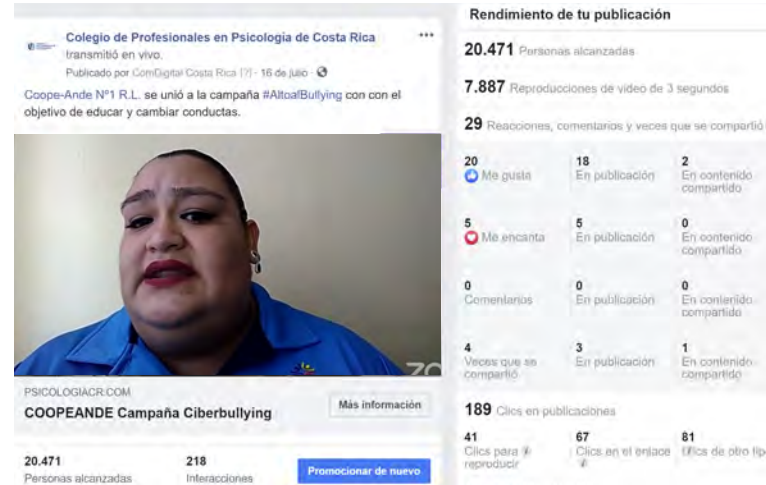 Colegio de Profesionales en Psicología de Costa Rica
transmitió en vivo.
Publicado por ComDigital Costa Rica [?] · 16 de julio ·
Coope-Ande Nº1 R.L. se unió a la campaña #AltoalBullying con con el
objetivo de educar y cambiar conductas.
PSICOLOGIACR.COM
COOPEANDE Campaña Ciberbullying
Más información
20.471
Personas alcanzadas
218
Interacciones
Promocionar de nuevo
Rendimiento de tu publicación
20.471 Personas alcanzadas
7.887 Reproducciones de video de 3 segundos
29 Reacciones, comentarios y veces que se compartió
20
Me gusta
18
En publicación
2
En contenido
compartido
5
Me encanta
5
En publicación
0
En contenido
compartido
0
Comentarios
0
En publicación
0
En contenido
compartido
4
Veces que se
compartió
3
En publicación
1
En contenido
compartido
189 Clics en publicaciones
41
Clics para
reproducir
67
Clics en el enlace
81
Clics de otro tip